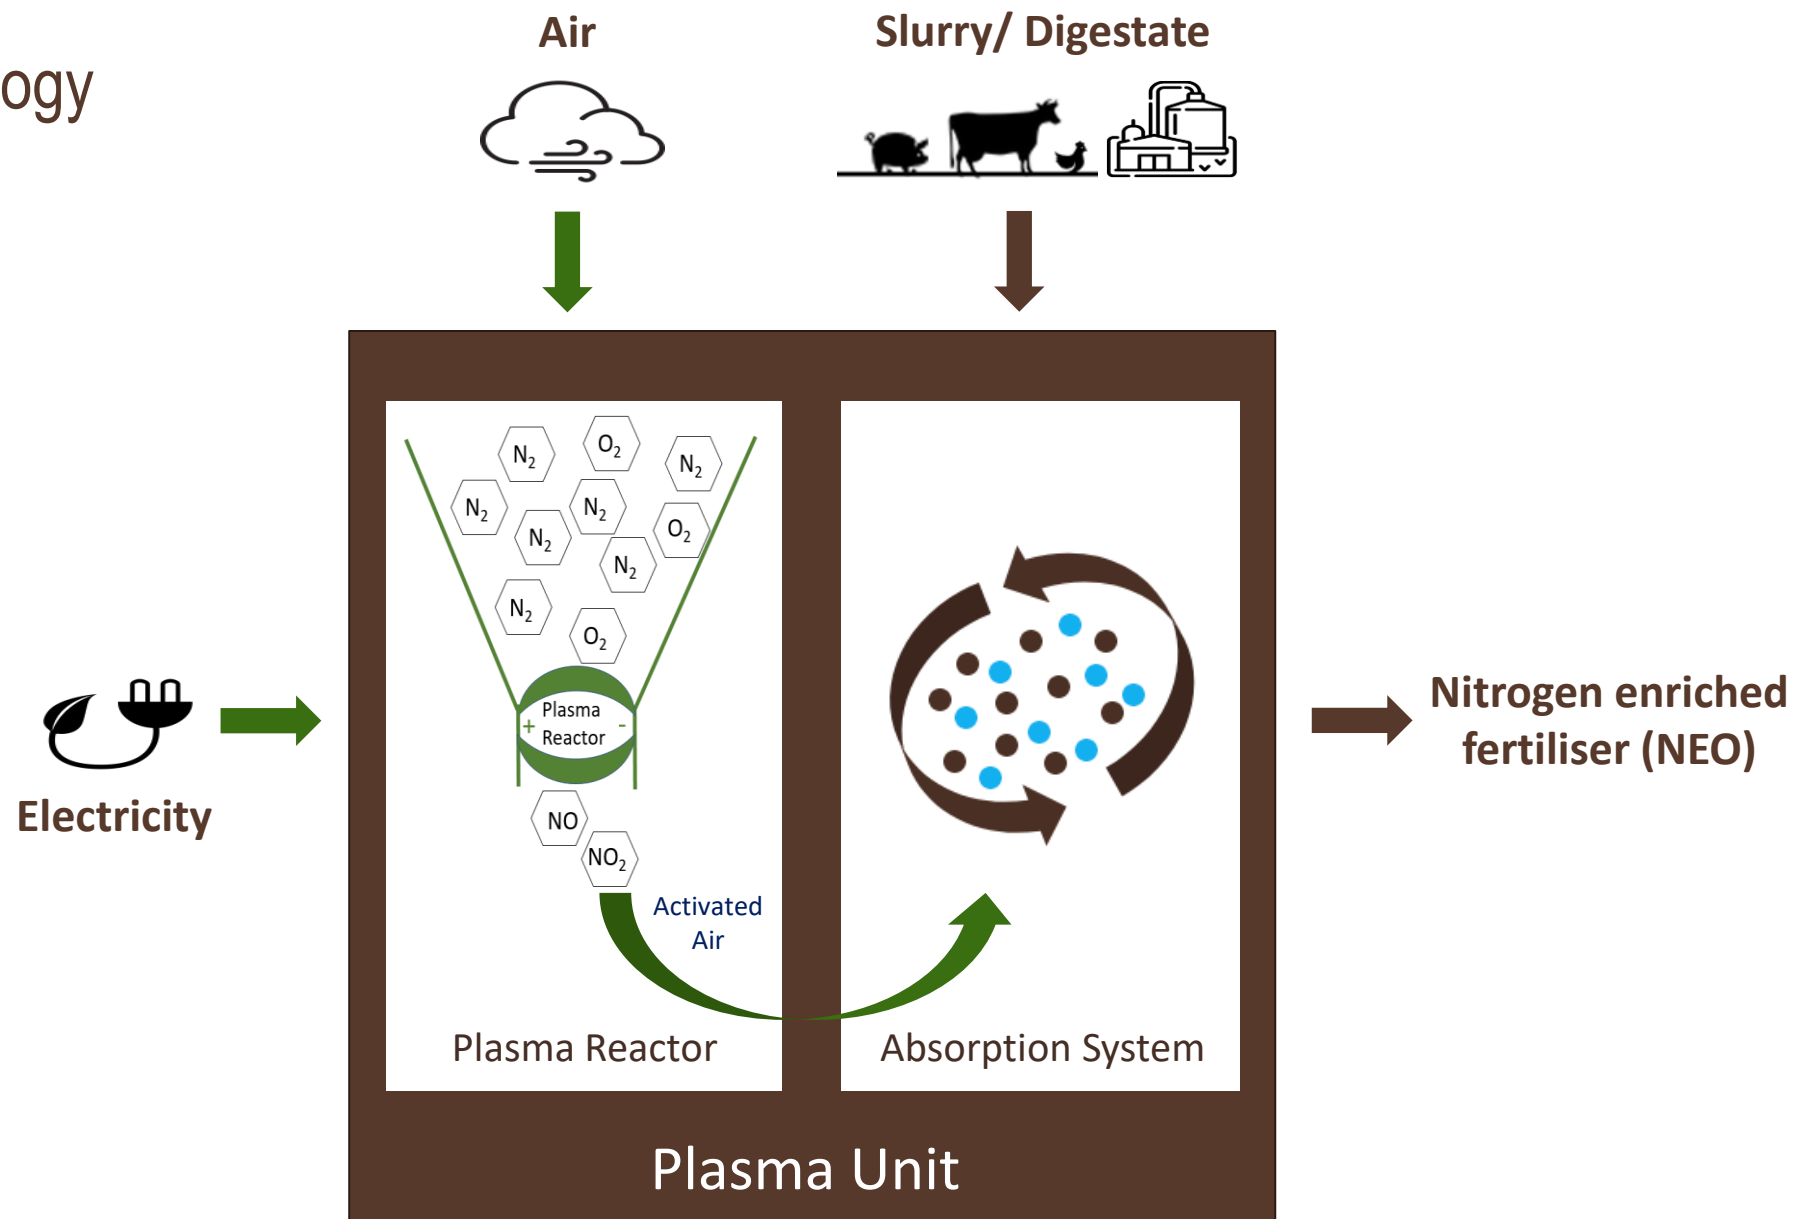 ogy
Air
Slurry/ Digestate
N₂
O₂
N₂
N₂
N₂
N₂
O₂
N₂
N₂
O₂
Plasma
+ Reactor -
NO
NO₂
Activated
Air
Plasma Reactor
Absorption System
Plasma Unit
Electricity
Nitrogen enriched
fertiliser (NEO)